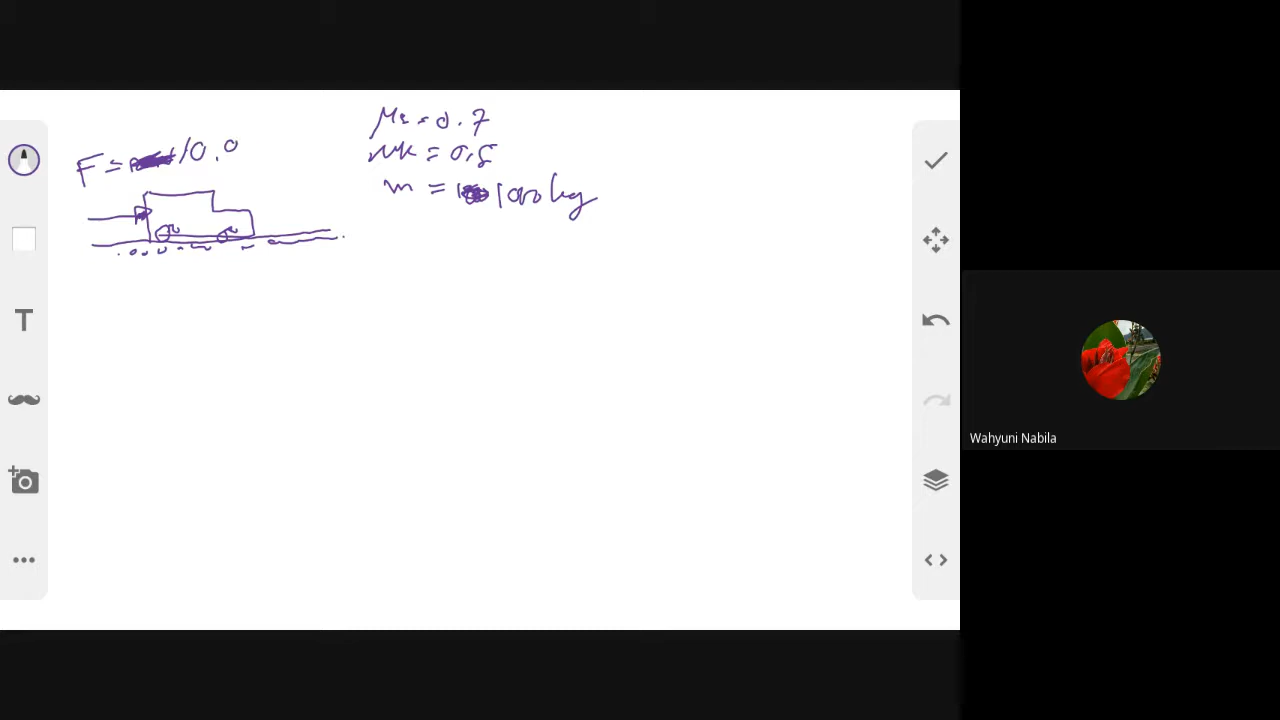 F = 10.0
μs = 0.7
μk = 0.5
m = 1000 kg
T
Wahyuni Nabila